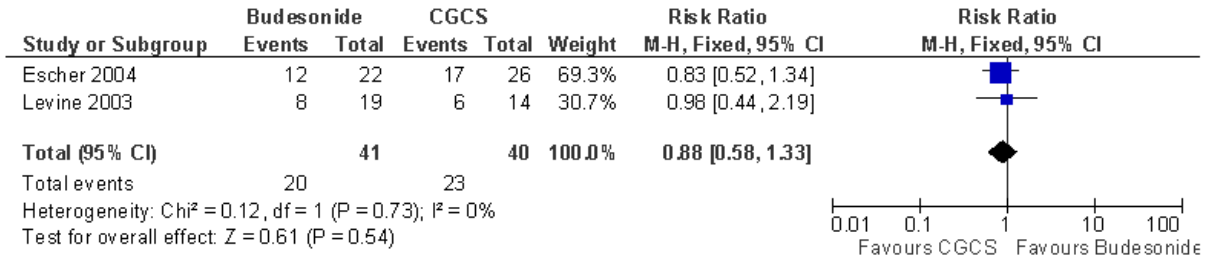 Budesonide CGCS Risk Ratio Risk Ratio
Study or Subgroup Events Total Events Total Weight M-H, Fixed, 95% CI M-H, Fixed, 95% CI
Escher 2004 12 22 17 26 69.3% 0.83 [0.52, 1.34]
Levine 2003 8 19 6 14 30.7% 0.98 [0.44, 2.19]
Total (95% CI) 41 40 100.0% 0.88 [0.58, 1.33]
Total events 20 23
Heterogeneity: Chi² = 0.12, df = 1 (P = 0.73); I² = 0%
Test for overall effect: Z = 0.61 (P = 0.54)
0.01 0.1 1 10 100
Favours CGCS Favours Budesonide